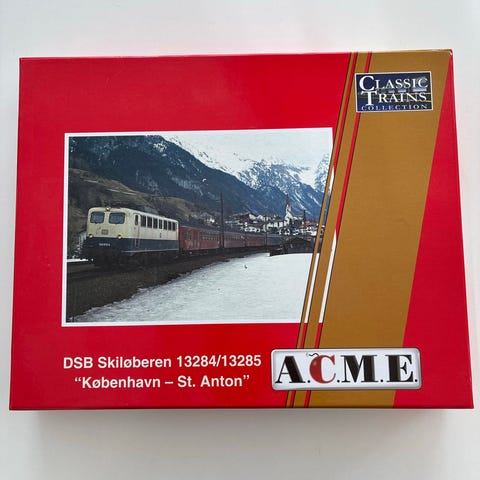 CLASSIC
TRAINS
COLLECTION
DSB Skiløberen 13284/13285
“København – St. Anton”
A.C.M.E.